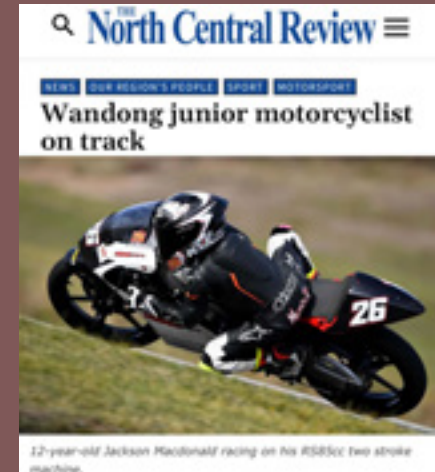 THE
North Central Review
NEWS OUR REGION'S PEOPLE SPORT MOTORSPORT
Wandong junior motorcyclist
on track
26
12-year-old Jackson Macdonald racing on his RS85cc two stroke
machine.